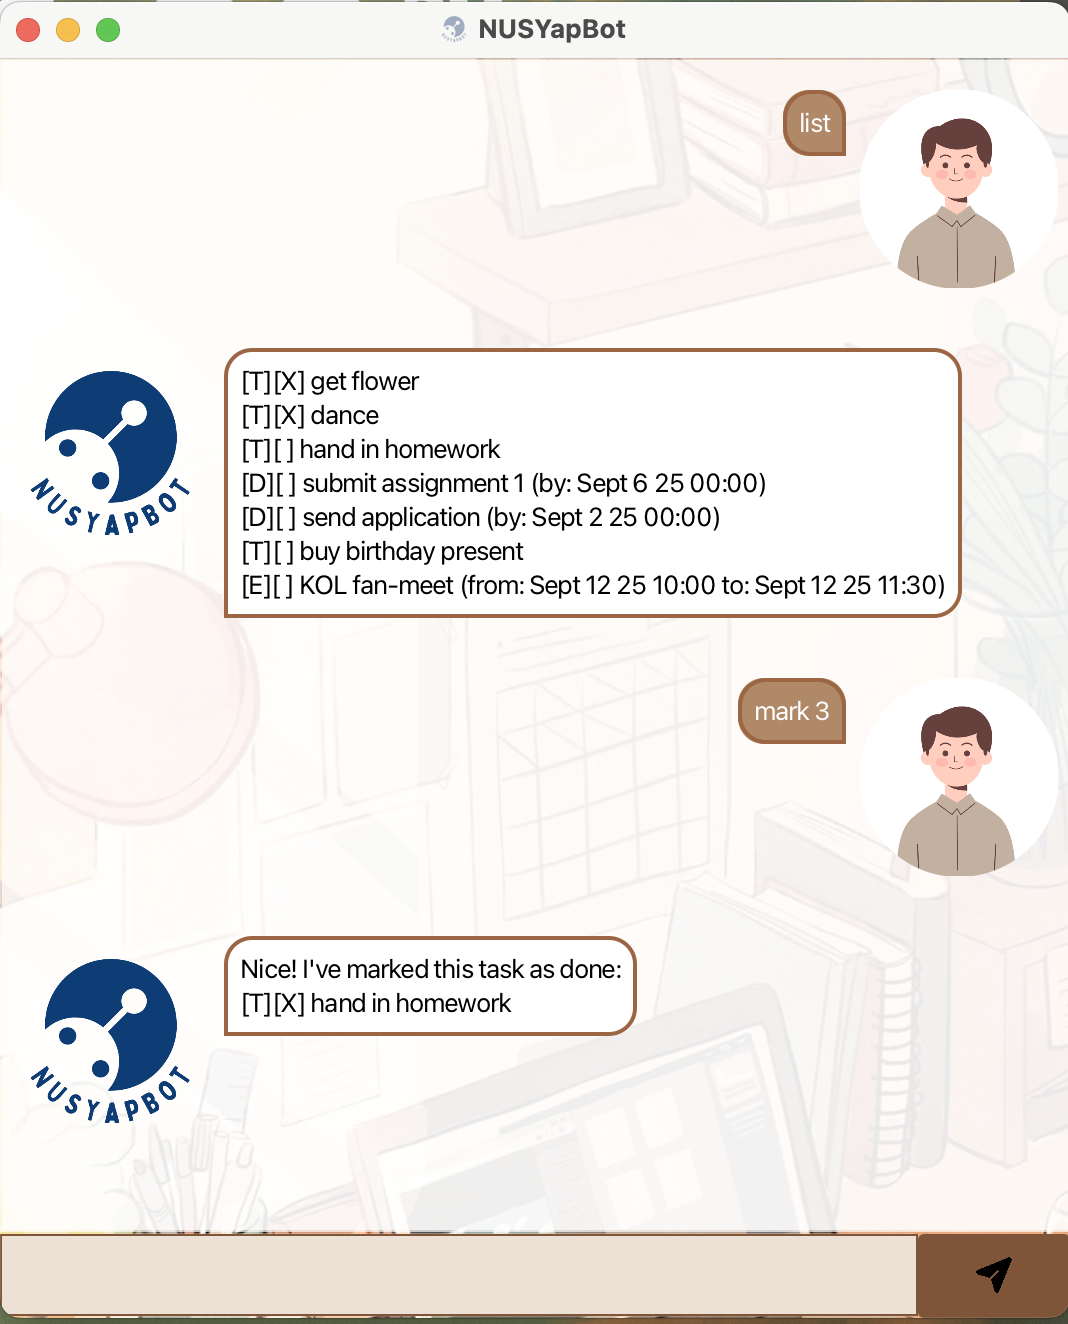 NUSYapBot
list
[T][X] get flower
[T][X] dance
[T][ ] hand in homework
[D][ ] submit assignment 1 (by: Sept 6 25 00:00)
[D][ ] send application (by: Sept 2 25 00:00)
[T][ ] buy birthday present
[E][ ] KOL fan-meet (from: Sept 12 25 10:00 to: Sept 12 25 11:30)
NUSYAPBOT
mark 3
Nice! I've marked this task as done:
[T][X] hand in homework
NUSYAPBOT